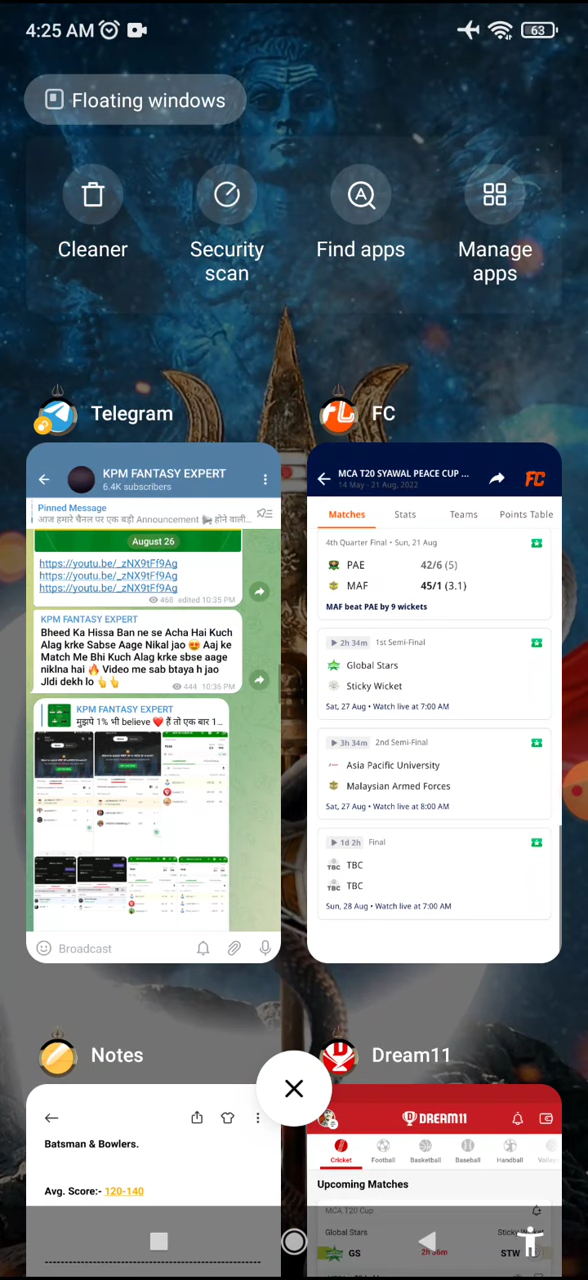 4:25 AM
63
Floating windows
Cleaner
Security
scan
Find apps
Manage
apps
Telegram
KPM FANTASY EXPERT
6.4K subscribers
Pinned Message
आज हमारे चैनल पर एक बड़ी Announcement 📢 होने वाली...
August 26
https://youtu.be/_zNX9tFf9Ag
https://youtu.be/_zNX9tFf9Ag
https://youtu.be/_zNX9tFf9Ag
468 edited 10:35 PM
KPM FANTASY EXPERT
Bheed Ka Hissa Ban ne se Acha Hai Kuch
Alag krke Sabse Aage Nikal jao 😍 Aaj ke
Match Me Bhi Kuch Alag krke sbse aage
niklna hai 🔥 Video me sab btaya h jao
Jldi dekh lo 👆👆
444 10:36 PM
KPM FANTASY EXPERT
मुझपे 1% भी believe ❤️ हैं तो एक बार 1...
Broadcast
FC
MCA T20 SYAWAL PEACE CUP ...
14 May - 21 Aug, 2022
FC
Matches
Stats
Teams
Points Table
4th Quarter Final • Sun, 21 Aug
PAE 42/6 (5)
MAF 45/1 (3.1)
MAF beat PAE by 9 wickets
2h 34m 1st Semi-Final
Global Stars
Sticky Wicket
Sat, 27 Aug • Watch live at 7:00 AM
3h 34m 2nd Semi-Final
Asia Pacific University
Malaysian Armed Forces
Sat, 27 Aug • Watch live at 8:00 AM
1d 2h Final
TBC TBC
TBC TBC
Sun, 28 Aug • Watch live at 7:00 AM
Notes
Batsman & Bowlers.
Avg. Score:- 120-140
Dream11
DREAM11
Cricket
Football
Basketball
Baseball
Handball
Upcoming Matches
MCA T20 Cup
Global Stars
GS
STW